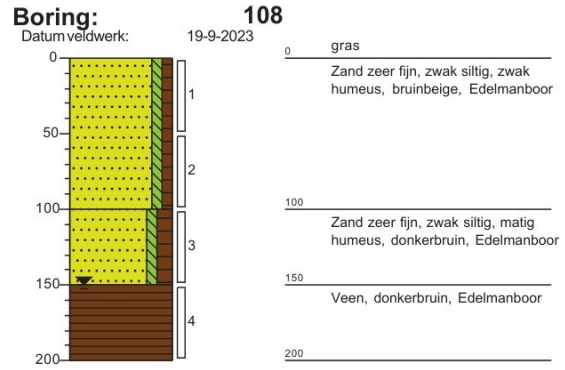 Boring: 108
Datum veldwerk: 19-9-2023
0
50
100
150
200
1
2
3
4
0 gras
Zand zeer fijn, zwak siltig, zwak
humeus, bruinbeige, Edelmanboor
100
Zand zeer fijn, zwak siltig, matig
humeus, donkerbruin, Edelmanboor
150
Veen, donkerbruin, Edelmanboor
200